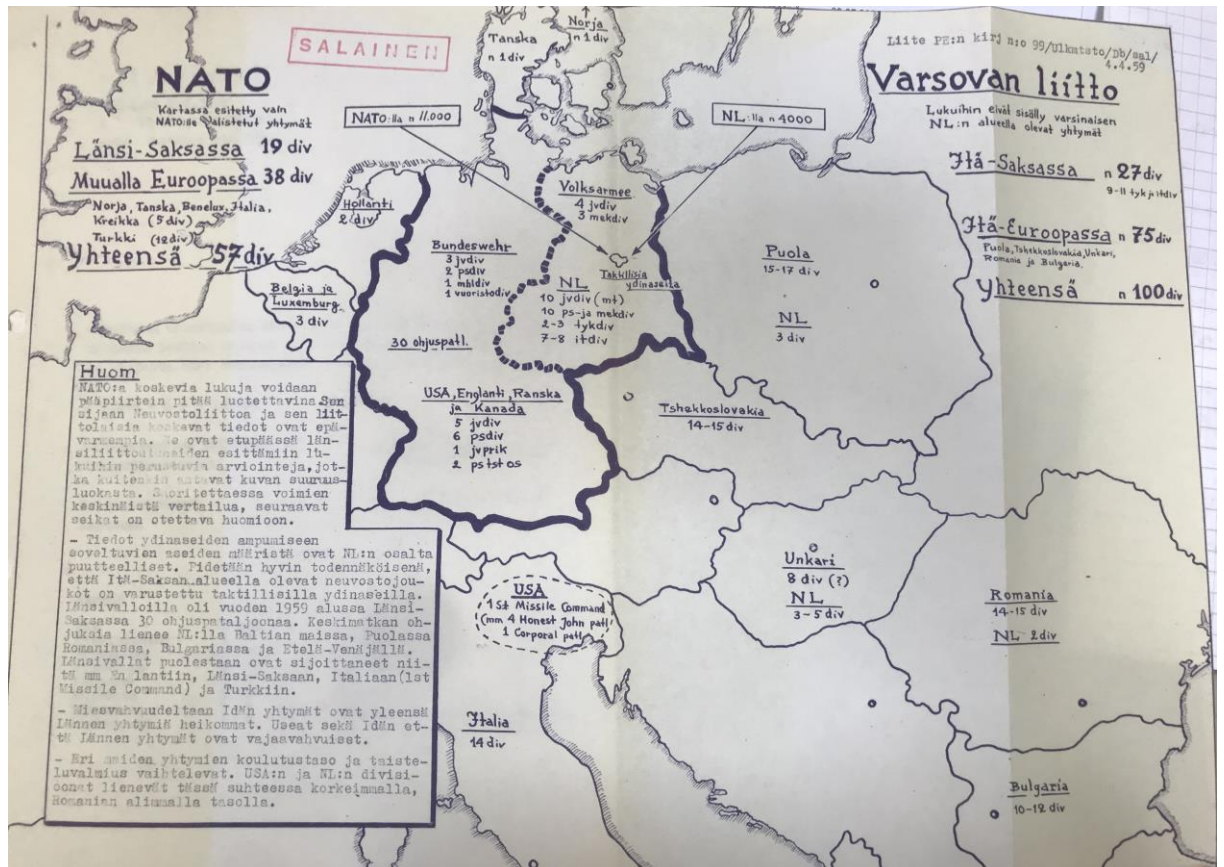 Liite PE:n kirj n:o 99/Ulkmtsto/Db/sal/
4.4.59
SALAINEN
NATO
Kartassa esitetty vain
NATO:lle alistetut yhtymät
Länsi-Saksassa 19 div
Muualla Euroopassa 38 div
Norja, Tanska, Benelux, Italia,
Kreikka (5 div)
Turkki (12 div)
Yhteensä 57 div
Varsovan liitto
Lukuihin eivät sisälly varsinaisen
NL:n alueella olevat yhtymät
Itä-Saksassa n 27 div
9-11 tyk ja itdiv
Itä-Euroopassa n 75 div
Puola, Tshekkoslovakia, Unkari,
Romania ja Bulgaria.
Yhteensä n 100 div
Norja
n 1 div
Tanska
n 1 div
NATO:lla n 11.000
NL:lla n 4000
Hollanti
2 div
Belgia ja
Luxemburg
3 div
Bundeswehr
3 jvdiv
2 psdiv
1 mbldiv
1 vuoristodiv
30 ohjuspatl.
USA, Englanti, Ranska
ja Kanada
5 jvdiv
6 psdiv
1 jvprik
2 pstst os
Volksarmee
4 jvdiv
3 mekdiv
Taktillisia
ydinaseita
NL
10 jvdiv (mt)
10 ps-ja mekdiv
2-3 tykdiv
7-8 itdiv
Puola
15-17 div
NL
3 div
Tshekkoslovakia
14-15 div
Unkari
8 div (?)
NL
3-5 div
Romania
14-15 div
NL 2 div
Bulgaria
10-12 div
USA
1 St Missile Command
(mm 4 Honest John patl
1 Corporal patl
Italia
14 div
Huom
NATO:a koskevia lukuja voidaan
pääpiirtein pitää luotettavina. Sen
sijaan Neuvostoliittoa ja sen liit-
tolaisia koskevat tiedot ovat epä-
varmempia. Ne ovat etupäässä län-
siliittoutuneiden esittämiin lu-
kuihin perustuvia arviointeja, jot-
ka kuitenkin antavat kuvan suuruus-
luokasta. Suoritettaessa voimien
keskinäistä vertailua, seuraavat
seikat on otettava huomioon.
- Tiedot ydinaseiden ampumiseen
soveltuvien aseiden määristä ovat NL:n osalta
puutteelliset. Pidetään hyvin todennäköisenä,
että Itä-Saksan alueella olevat neuvostojou-
kot on varustettu taktillisilla ydinaseilla.
Länsivalloilla oli vuoden 1959 alussa Länsi-
Saksassa 30 ohjuspataljoonaa. Keskimatkan oh-
juksia lienee NL:lla Baltian maissa, Puolassa
Romaniassa, Bulgariassa ja Etelä-Venäjällä.
Länsivallat puolestaan ovat sijoittaneet nii-
tä mm Englantiin, Länsi-Saksaan, Italiaan(1st
Missile Command) ja Turkkiin.
- Miesvahvuudeltaan Idän yhtymät ovat yleensä
Lännen yhtymiä heikommat. Useat sekä Idän et-
tä Lännen yhtymät ovat vajaavahvuiset.
- Eri maiden yhtymien koulutustaso ja taiste-
luvalmius vaihtelevat. USA:n ja NL:n divisi-
oonat lienevät tässä suhteessa korkeimmalla,
Romanian alimmalla tasolla.